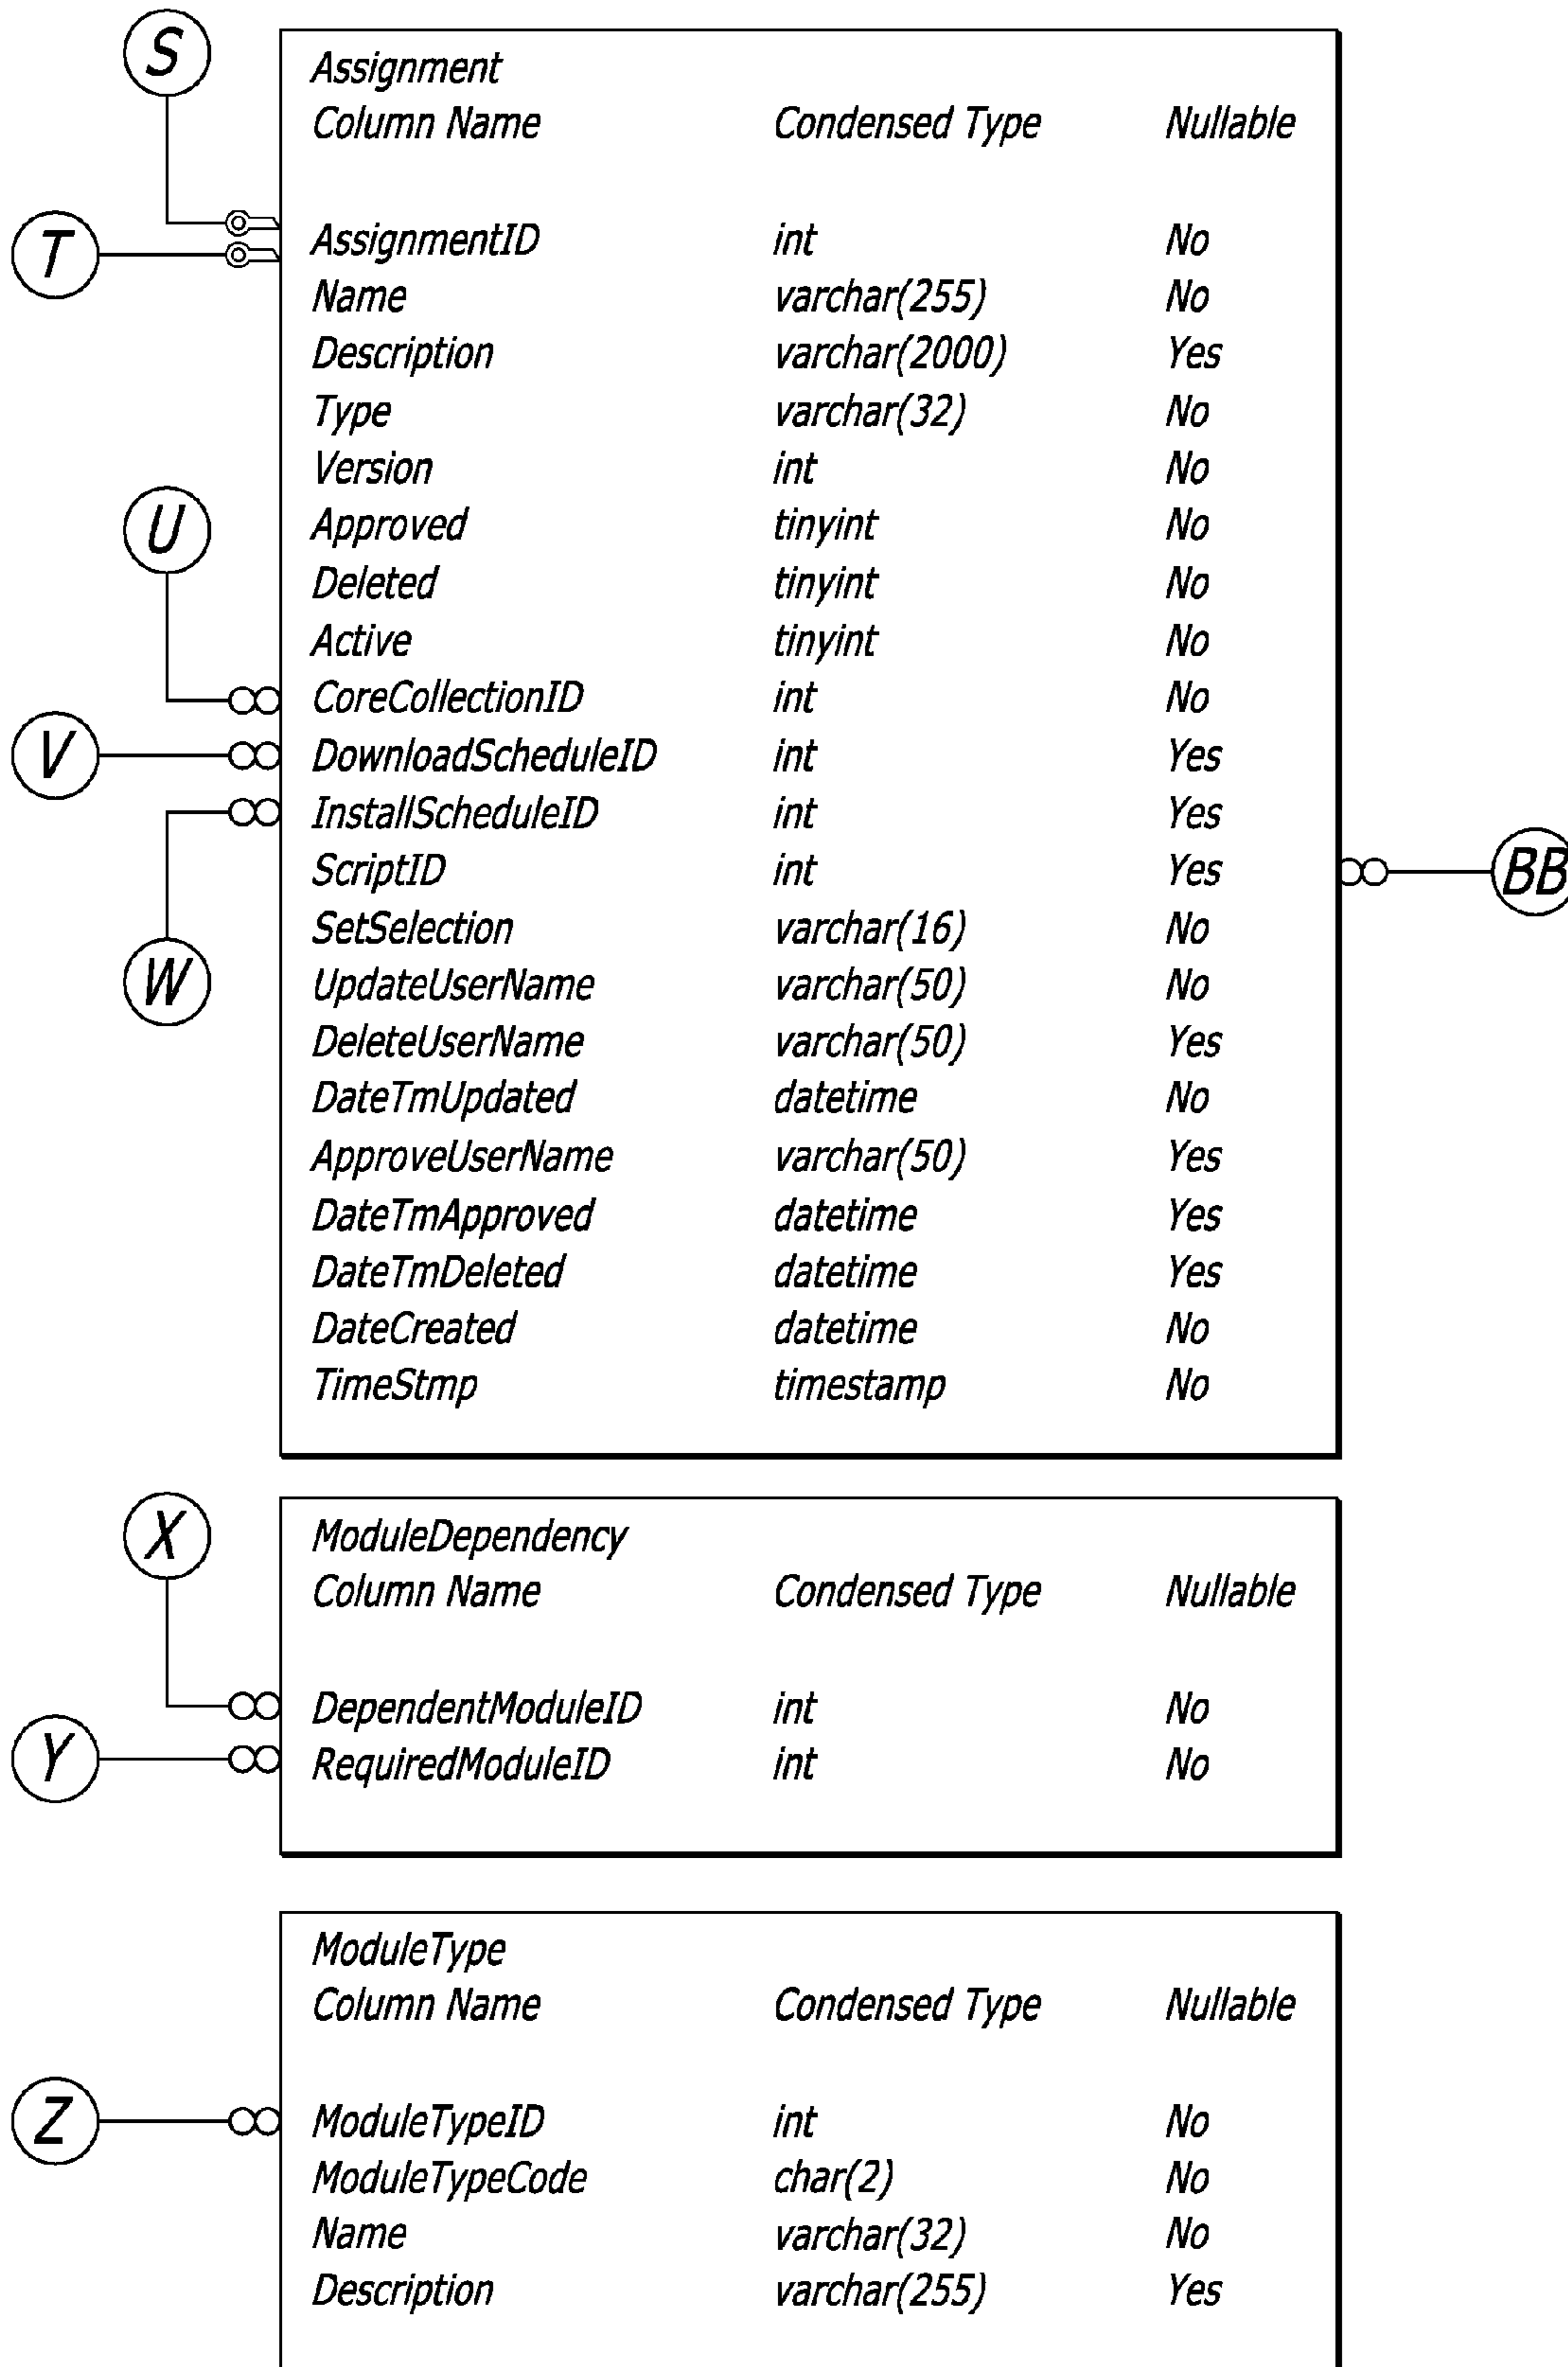 S
Assignment
Column Name Condensed Type Nullable
T
AssignmentID int No
Name varchar(255) No
Description varchar(2000) Yes
Type varchar(32) No
Version int No
U
Approved tinyint No
Deleted tinyint No
Active tinyint No
CoreCollectionID int No
V
DownloadScheduleID int Yes
InstallScheduleID int Yes
ScriptID int Yes
BB
SetSelection varchar(16) No
W
UpdateUserName varchar(50) No
DeleteUserName varchar(50) Yes
DateTmUpdated datetime No
ApproveUserName varchar(50) Yes
DateTmApproved datetime Yes
DateTmDeleted datetime Yes
DateCreated datetime No
TimeStmp timestamp No
X
ModuleDependency
Column Name Condensed Type Nullable
DependentModuleID int No
Y
RequiredModuleID int No
ModuleType
Column Name Condensed Type Nullable
Z
ModuleTypeID int No
ModuleTypeCode char(2) No
Name varchar(32) No
Description varchar(255) Yes